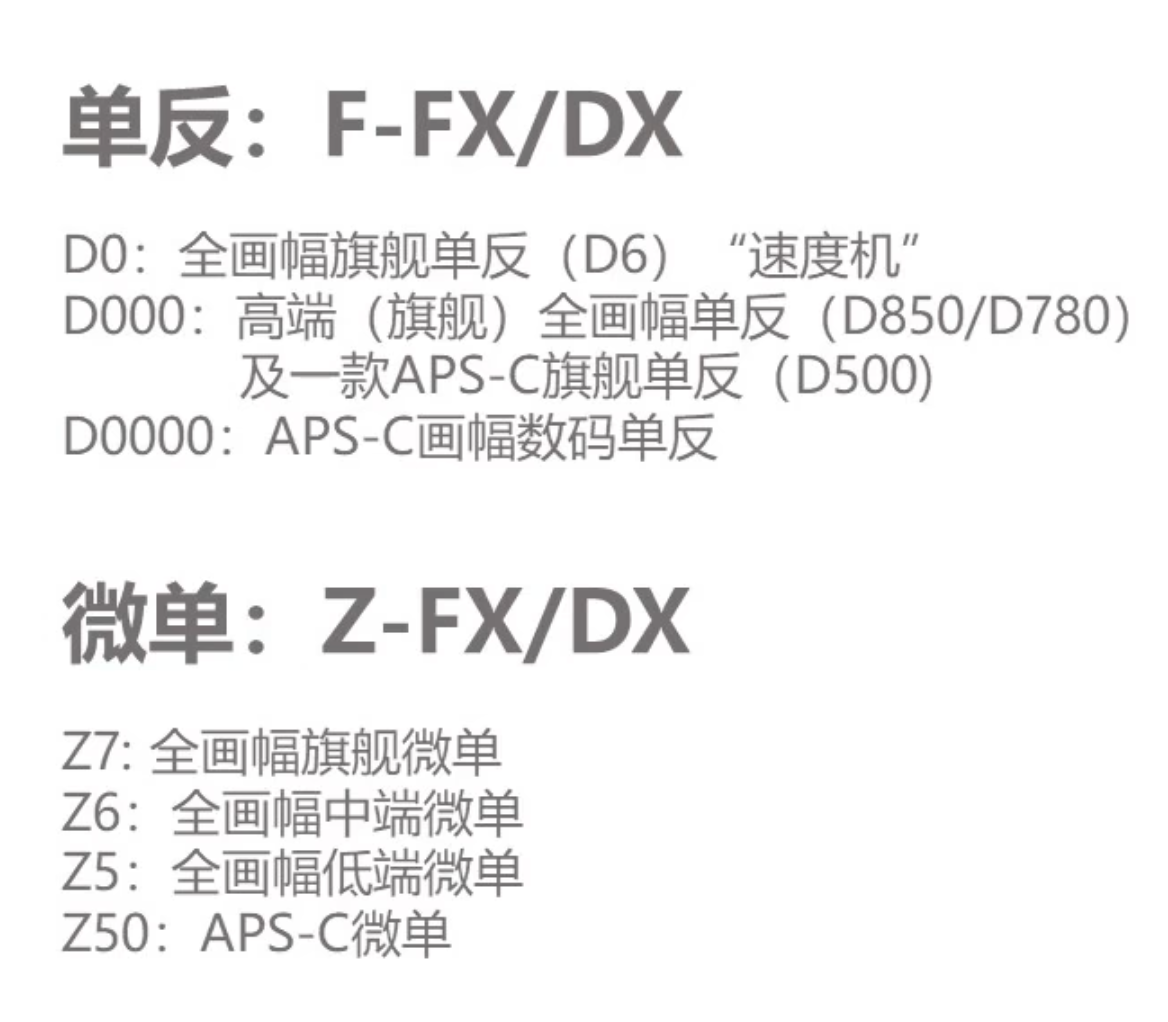 单反：F-FX/DX
D0：全画幅旗舰单反（D6）“速度机”
D000：高端（旗舰）全画幅单反（D850/D780）
及一款APS-C旗舰单反（D500)
D0000：APS-C画幅数码单反
微单：Z-FX/DX
Z7: 全画幅旗舰微单
Z6：全画幅中端微单
Z5：全画幅低端微单
Z50：APS-C微单